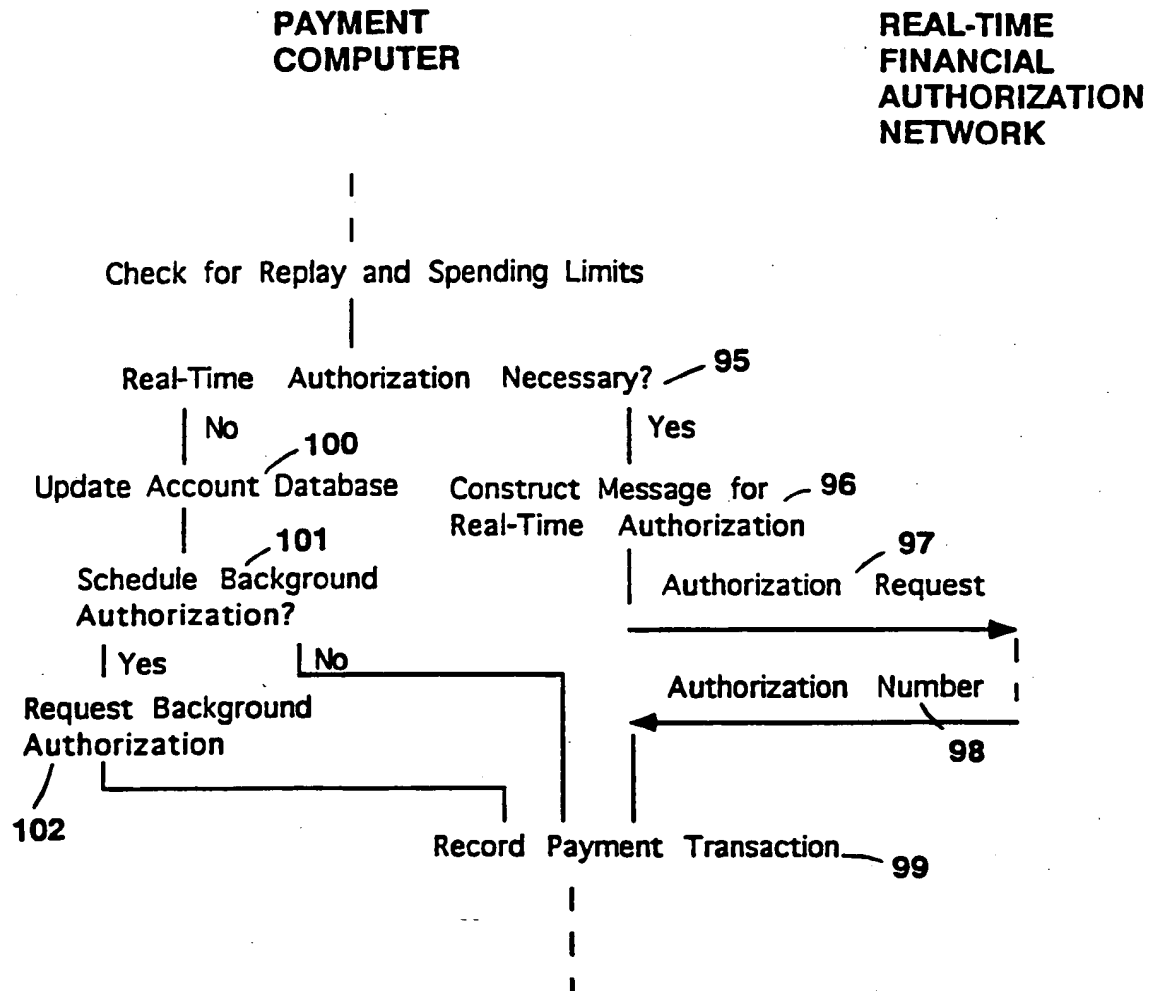 PAYMENT
COMPUTER
REAL-TIME
FINANCIAL
AUTHORIZATION
NETWORK
Check for Replay and Spending Limits
Real-Time Authorization Necessary? 95
No
Yes
100
Update Account Database
Construct Message for 96
Real-Time Authorization
101
Schedule Background
Authorization?
97
Authorization Request
Yes
No
Authorization Number
98
Request Background
Authorization
102
Record Payment Transaction 99